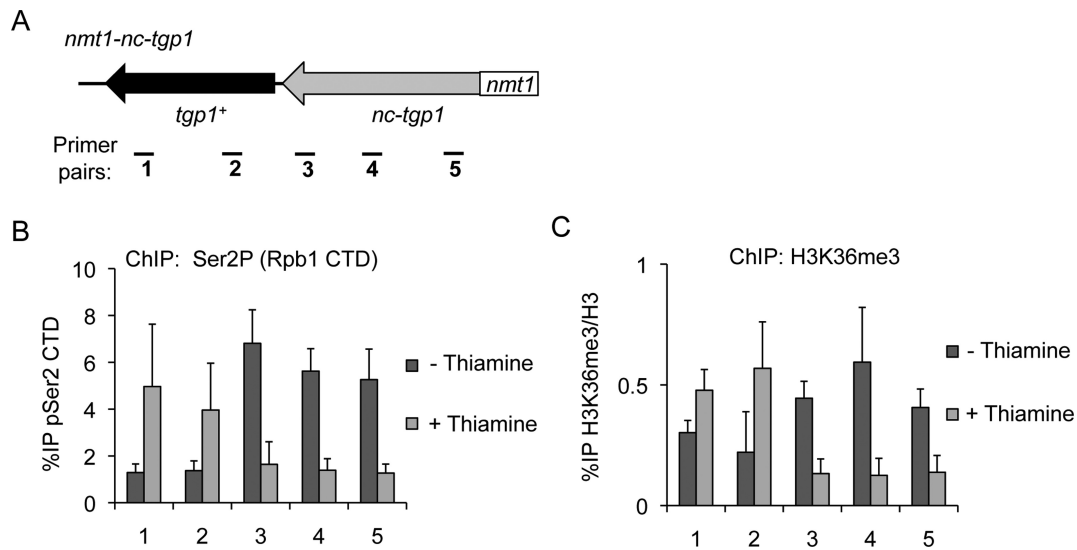 A
nmt1-nc-tgp1
nmt1
tgp1+
nc-tgp1
Primer
pairs:
1 2 3 4 5
B
ChIP: Ser2P (Rpb1 CTD)
%IP pSer2 CTD
10
8
6
4
2
0
1 2 3 4 5
- Thiamine
+ Thiamine
C
ChIP: H3K36me3
%IP H3K36me3/H3
1
0.5
0
1 2 3 4 5
- Thiamine
+ Thiamine